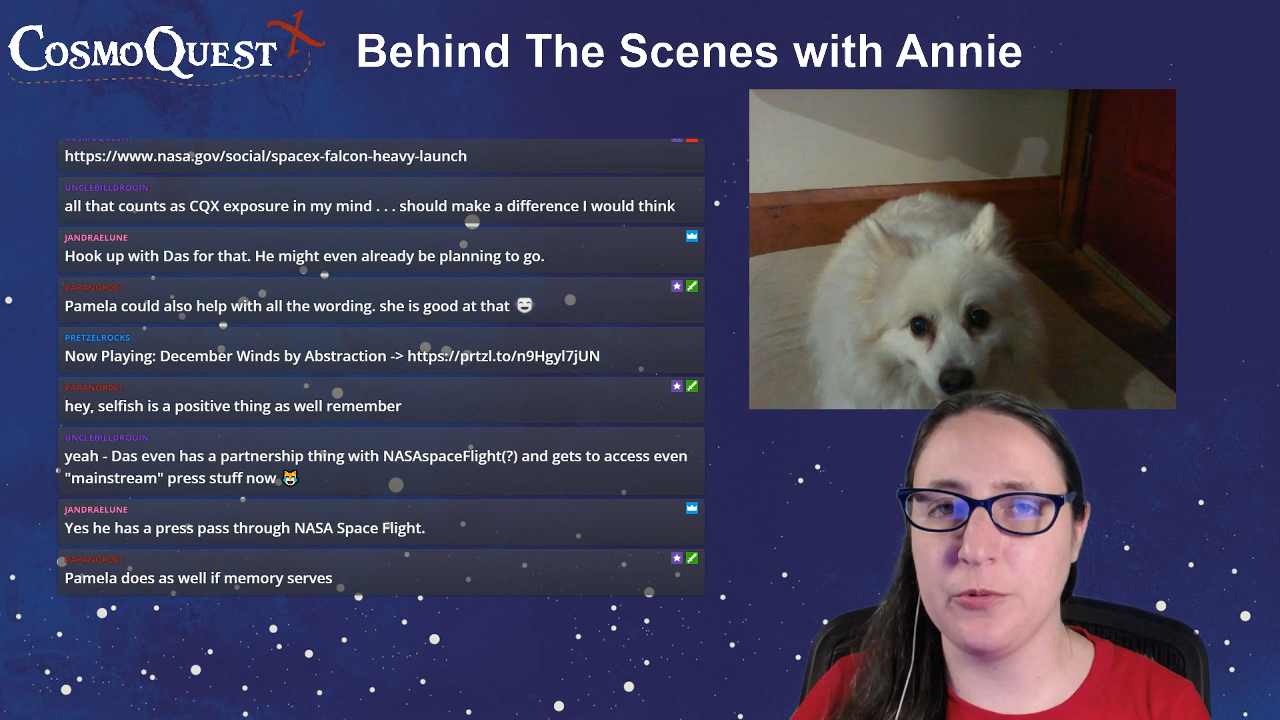 CosmoQuest X
Behind The Scenes with Annie
COSMOQUESTX
https://www.nasa.gov/social/spacex-falcon-heavy-launch
UNCLEBILLDROUIN
all that counts as CQX exposure in my mind . . . should make a difference I would think
JANDRAELUNE
Hook up with Das for that. He might even already be planning to go.
Pamela could also help with all the wording. she is good at that
PRETZELROCKS
Now Playing: December Winds by Abstraction -> https://prtzl.to/n9Hgyl7jUN
hey, selfish is a positive thing as well remember
UNCLEBILLDROUIN
yeah - Das even has a partnership thing with NASAspaceFlight(?) and gets to access even
"mainstream" press stuff now
JANDRAELUNE
Yes he has a press pass through NASA Space Flight.
Pamela does as well if memory serves